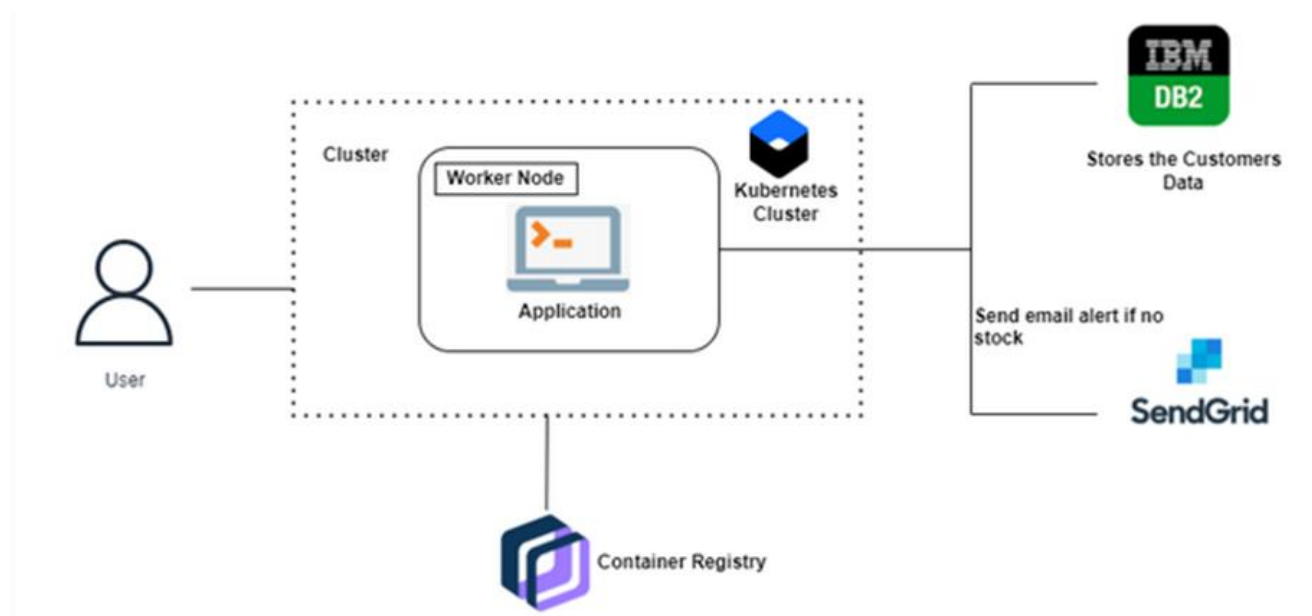 IBM
DB2
Stores the Customers
Data
Cluster
Worker Node
Kubernetes
Cluster
Application
User
Send email alert if no
stock
SendGrid
Container Registry